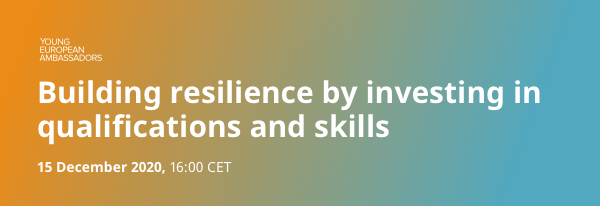 YOUNG
EUROPEAN
AMBASSADORS
Building resilience by investing in
qualifications and skills
15 December 2020, 16:00 CET